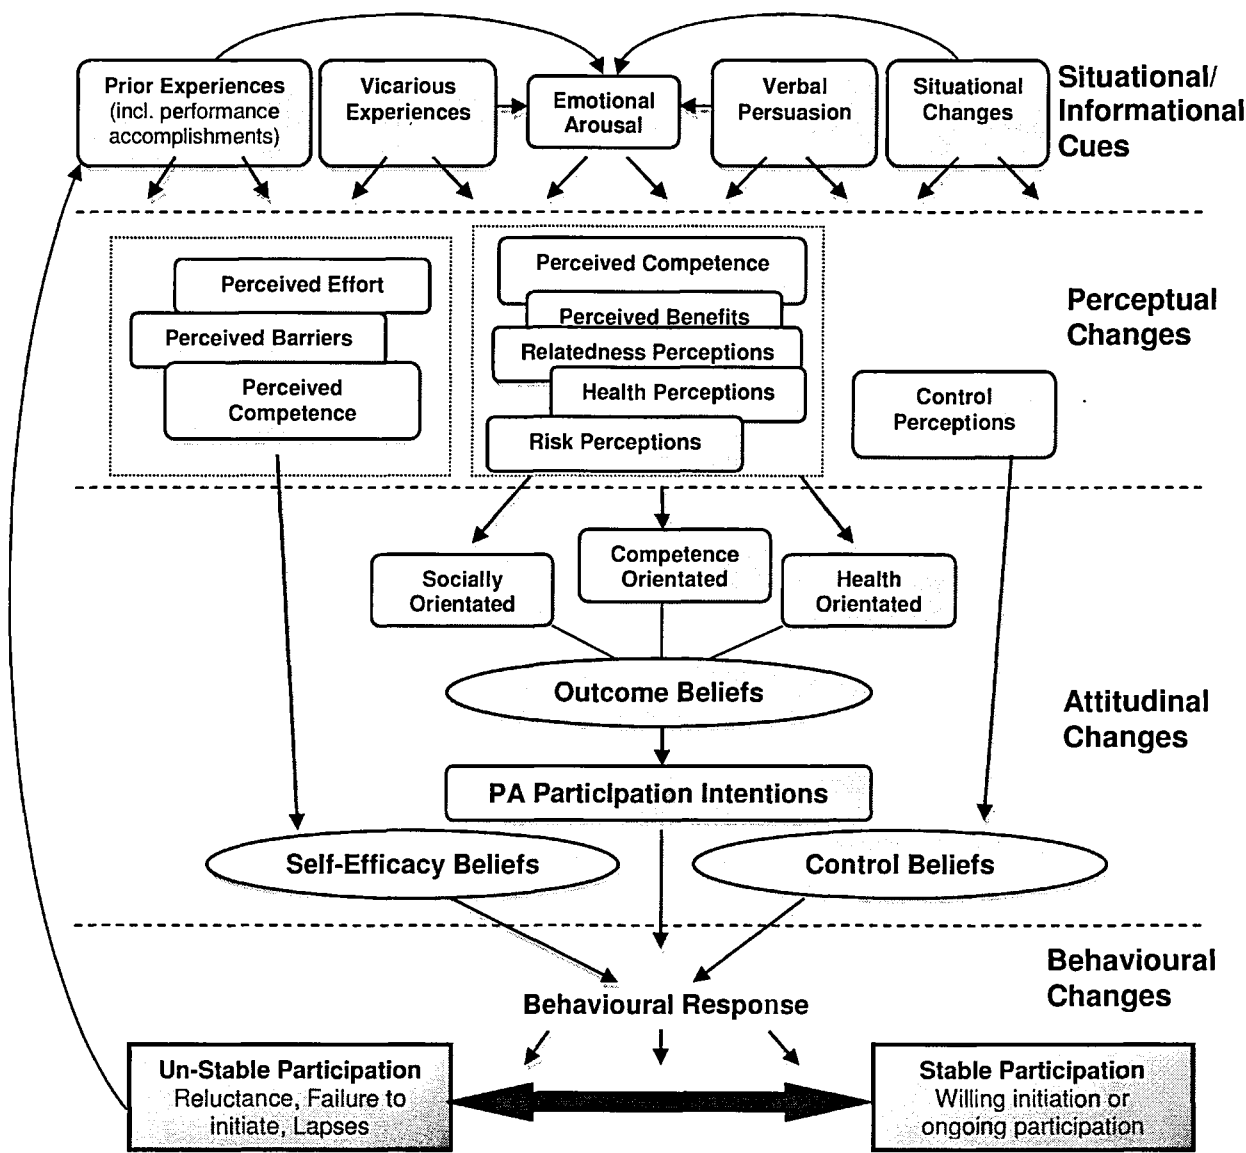 Prior Experiences
(incl. performance
accomplishments)
Vicarious
Experiences
Emotional
Arousal
Verbal
Persuasion
Situational
Changes
Situational/
Informational
Cues
Perceived Effort
Perceived Barriers
Perceived
Competence
Perceived Competence
Perceived Benefits
Relatedness Perceptions
Health Perceptions
Risk Perceptions
Control
Perceptions
Perceptual
Changes
Socially
Orientated
Competence
Orientated
Health
Orientated
Outcome Beliefs
PA Participation Intentions
Self-Efficacy Beliefs
Control Beliefs
Attitudinal
Changes
Behavioural Response
Behavioural
Changes
Un-Stable Participation
Reluctance, Failure to
initiate, Lapses
Stable Participation
Willing initiation or
ongoing participation